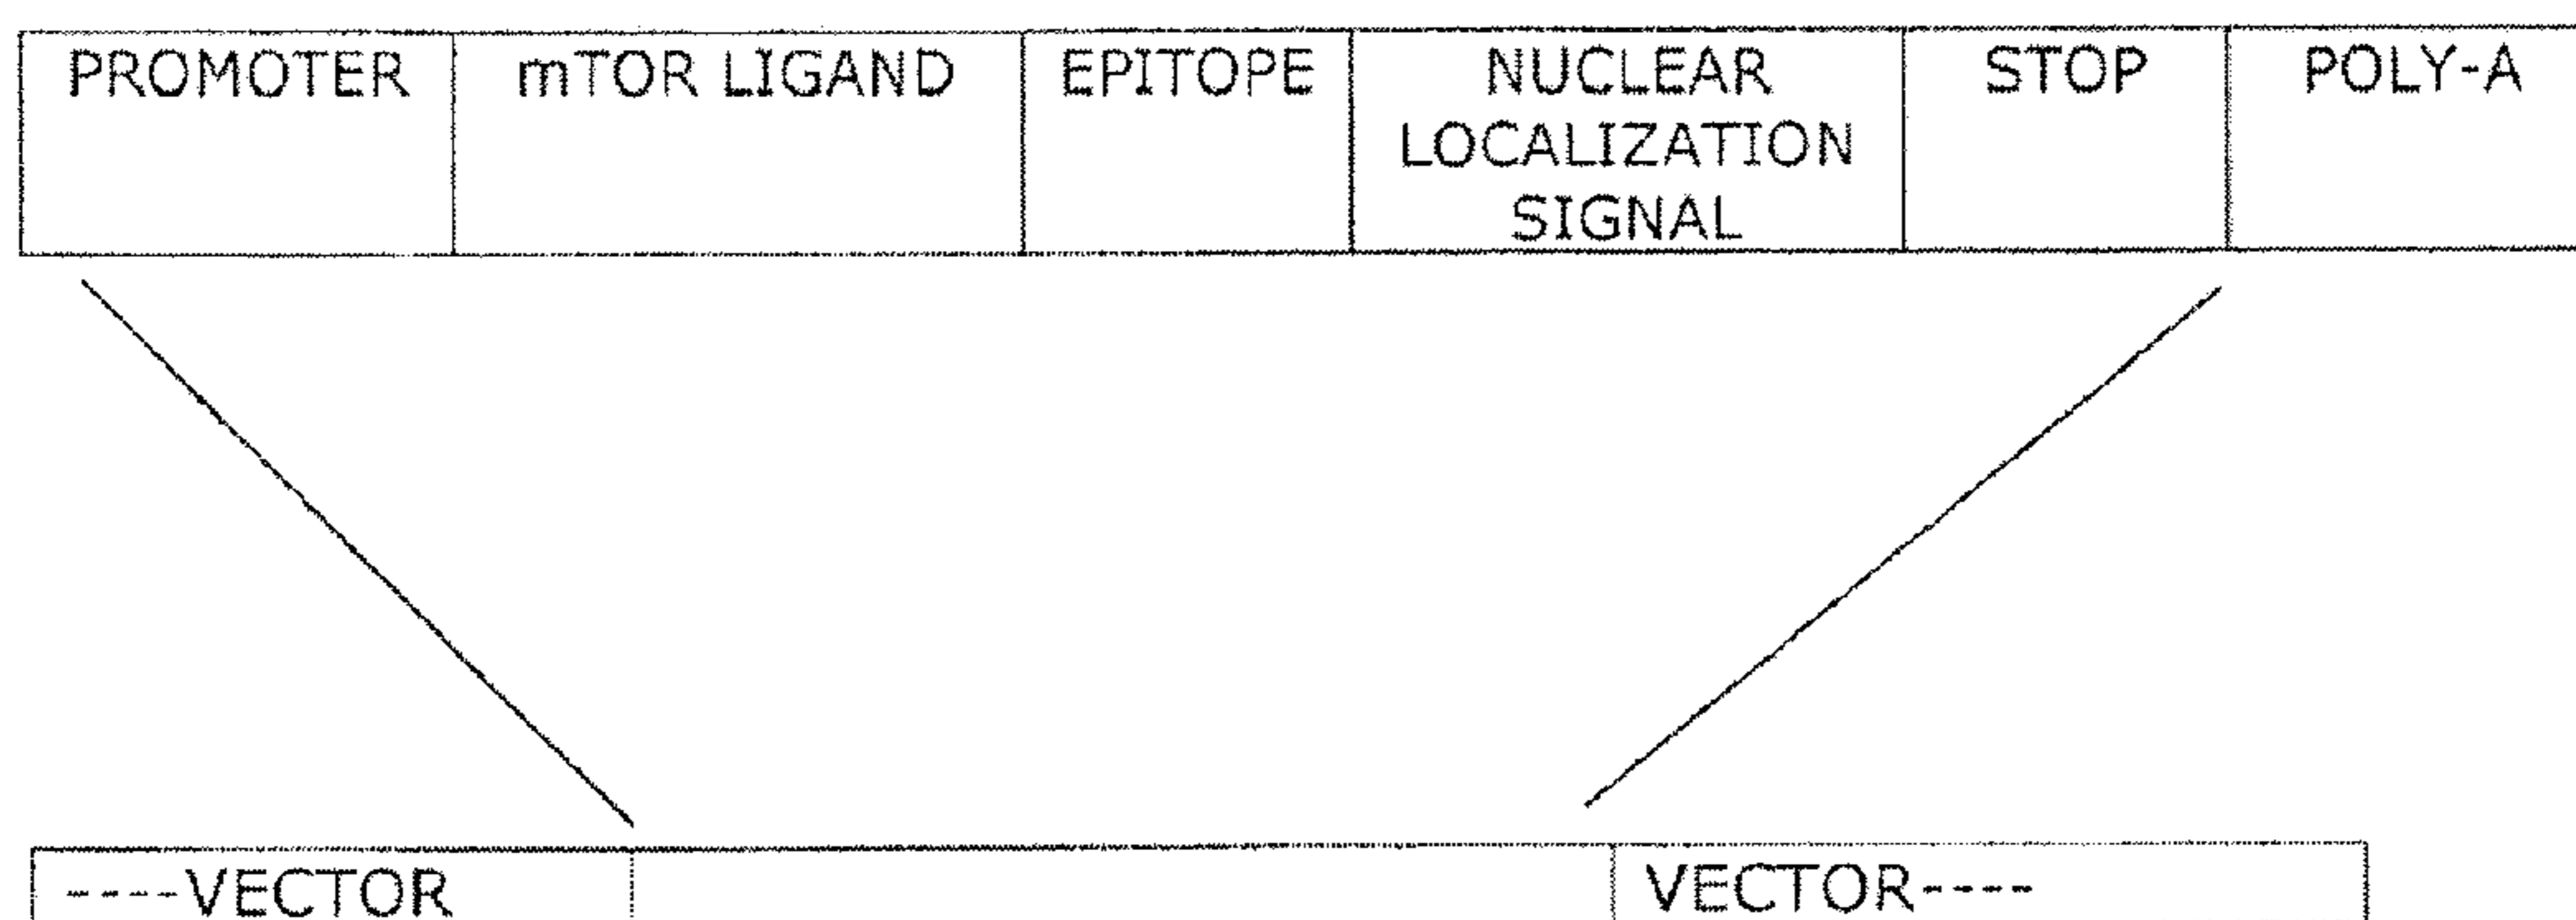 PROMOTER
mTOR LIGAND
EPITOPE
NUCLEAR
LOCALIZATION
SIGNAL
STOP
POLY-A
----VECTOR
VECTOR----